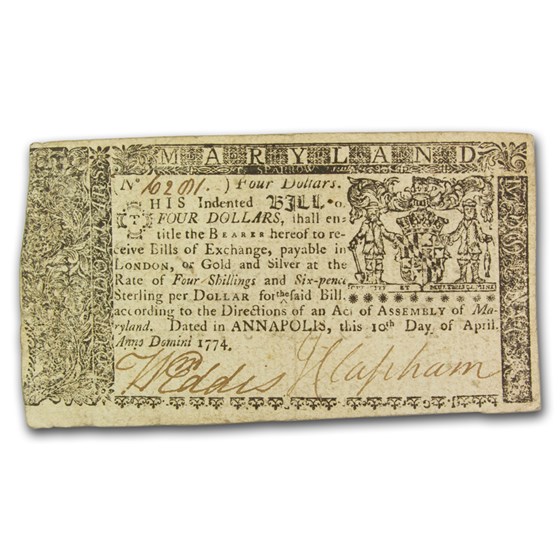 MARYLAND
No 10201. ) Four Dollars.
THIS Indented BILL of
FOUR DOLLARS, shall en-
title the BEARER hereof to re-
ceive Bills of Exchange, payable in
LONDON, or Gold and Silver at the
Rate of Four Shillings and Six-pence
Sterling per DOLLAR for the said Bill,
according to the Directions of an Act of ASSEMBLY of Ma-
ryland. Dated in ANNAPOLIS, this 10th Day of April,
Anno Domini 1774.
W Eddis J Clapham